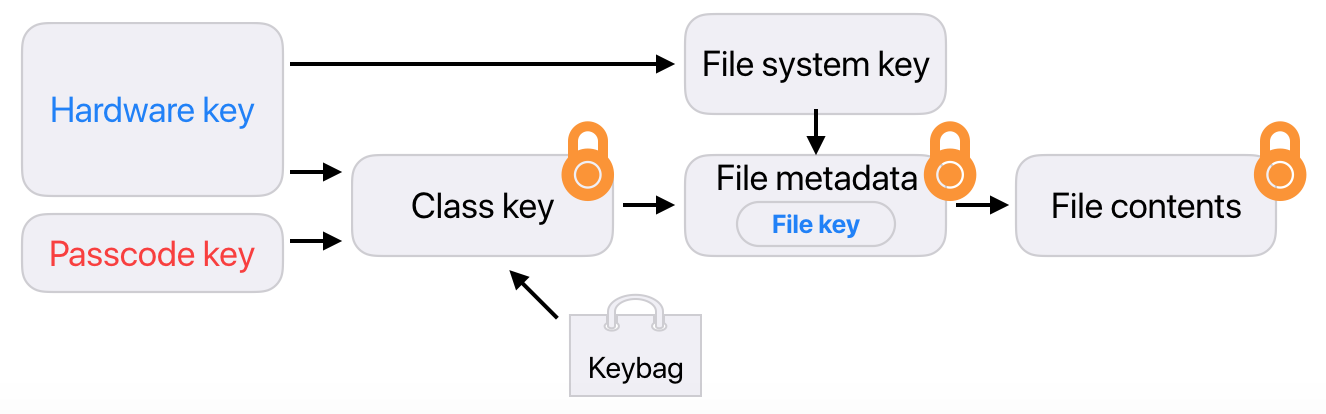 Hardware key
File system key
Passcode key
Class key
File metadata
File key
File contents
Keybag